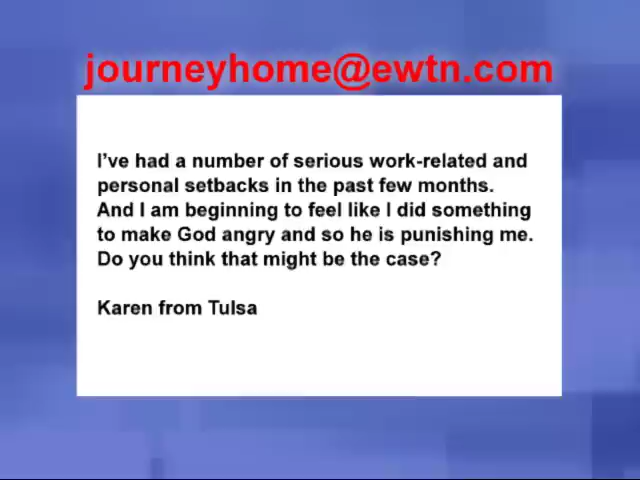 journeyhome@ewtn.com
I've had a number of serious work-related and
personal setbacks in the past few months.
And I am beginning to feel like I did something
to make God angry and so he is punishing me.
Do you think that might be the case?
Karen from Tulsa